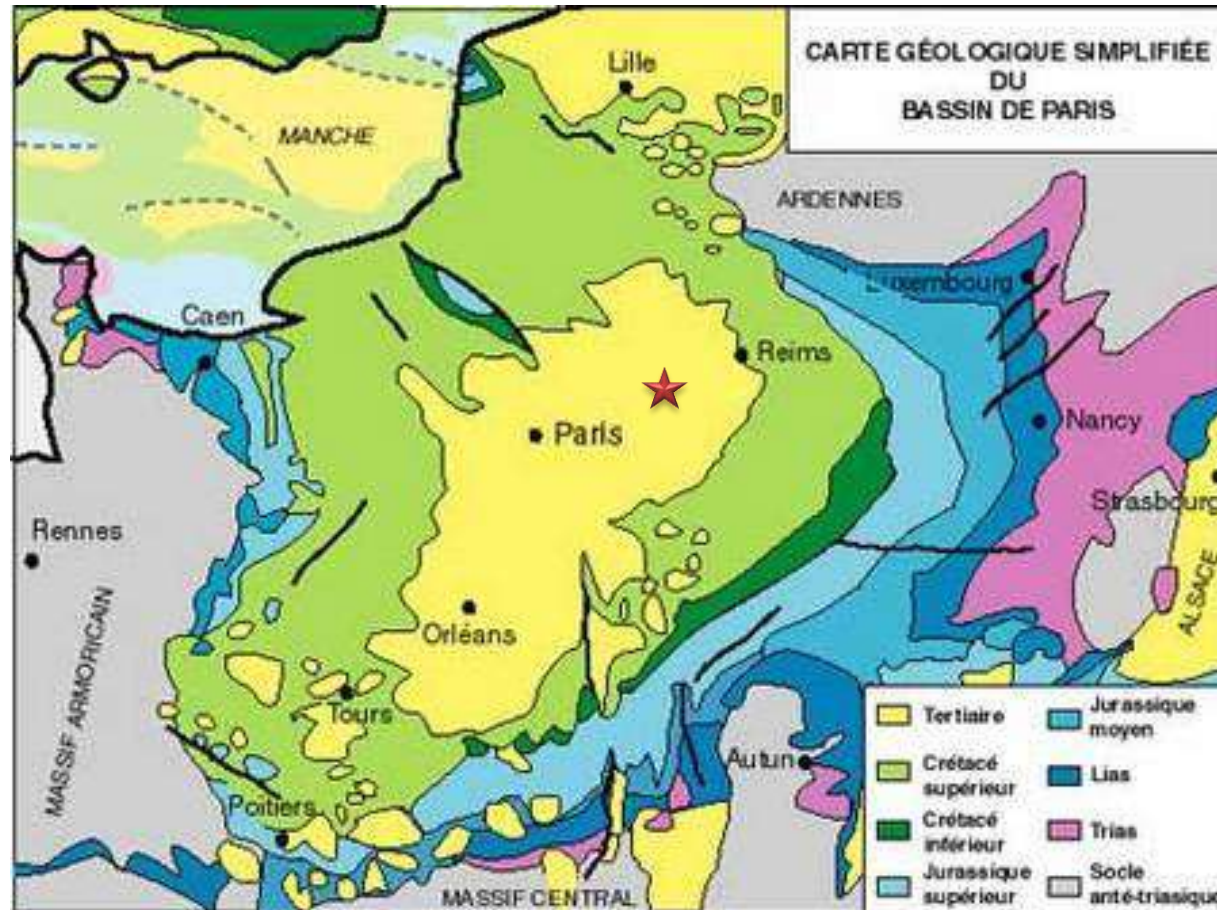 CARTE GÉOLOGIQUE SIMPLIFIÉE
DU
BASSIN DE PARIS
Lille
MANCHE
ARDENNES
Luxembourg
Caen
Reims
Paris
Nancy
Strasbourg
Rennes
ALSACE
Orléans
MASSIF ARMORICAIN
Tours
Autun
Poitiers
MASSIF CENTRAL
Tertiaire
Crétacé
supérieur
Crétacé
inférieur
Jurassique
supérieur
Jurassique
moyen
Lias
Trias
Socle
anté-triasique